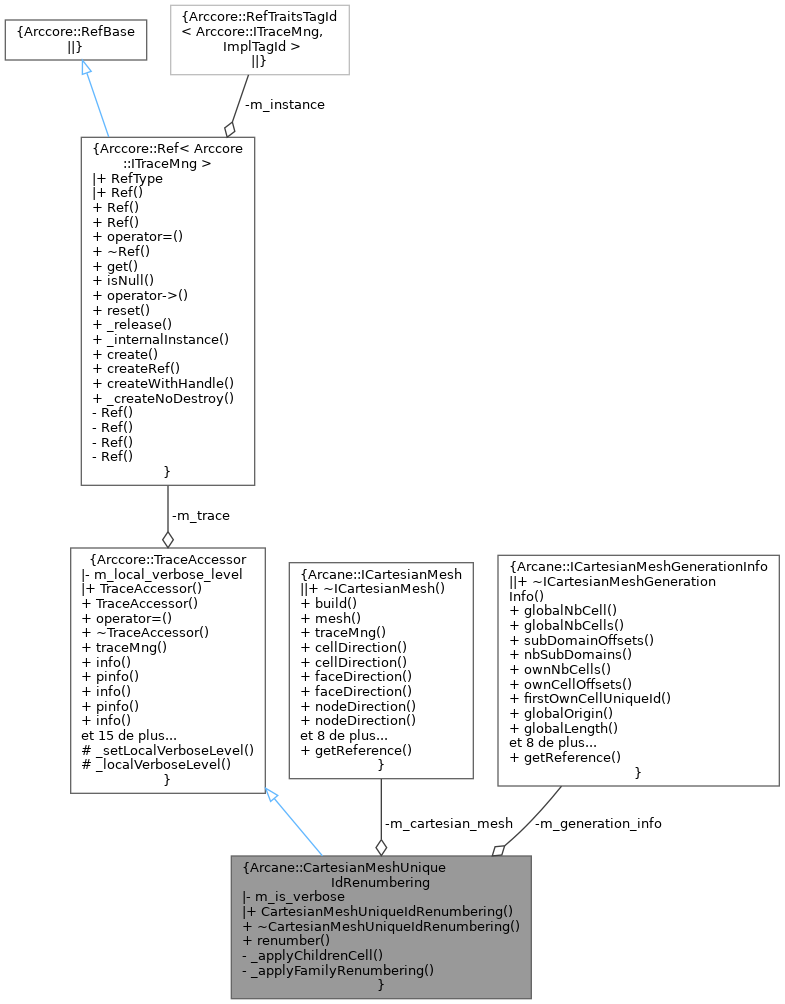 {Arccore::RefBase
||}
{Arccore::RefTraitsTagId
< Arccore::ITraceMng,
ImplTagId >
||}
-m_instance
{Arccore::Ref< Arccore
::ITraceMng >
|+ RefType
|+ Ref()
+ Ref()
+ Ref()
+ operator=()
+ ~Ref()
+ get()
+ isNull()
+ operator->()
+ reset()
+ _release()
+ _internalInstance()
+ create()
+ createRef()
+ createWithHandle()
+ _createNoDestroy()
- Ref()
- Ref()
- Ref()
- Ref()
}
-m_trace
{Arccore::TraceAccessor
|- m_local_verbose_level
|+ TraceAccessor()
+ TraceAccessor()
+ operator=()
+ ~TraceAccessor()
+ traceMng()
+ info()
+ pinfo()
+ info()
+ pinfo()
+ info()
et 15 de plus...
# _setLocalVerboseLevel()
# _localVerboseLevel()
}
{Arcane::ICartesianMesh
||+ ~ICartesianMesh()
+ build()
+ mesh()
+ traceMng()
+ cellDirection()
+ cellDirection()
+ faceDirection()
+ faceDirection()
+ nodeDirection()
+ nodeDirection()
et 8 de plus...
+ getReference()
}
{Arcane::ICartesianMeshGenerationInfo
||+ ~ICartesianMeshGeneration
Info()
+ globalNbCell()
+ globalNbCells()
+ subDomainOffsets()
+ nbSubDomains()
+ ownNbCells()
+ ownCellOffsets()
+ firstOwnCellUniqueId()
+ globalOrigin()
+ globalLength()
et 8 de plus...
+ getReference()
}
-m_cartesian_mesh
-m_generation_info
{Arcane::CartesianMeshUnique
IdRenumbering
|- m_is_verbose
|+ CartesianMeshUniqueIdRenumbering()
+ ~CartesianMeshUniqueIdRenumbering()
+ renumber()
- _applyChildrenCell()
- _applyFamilyRenumbering()
}